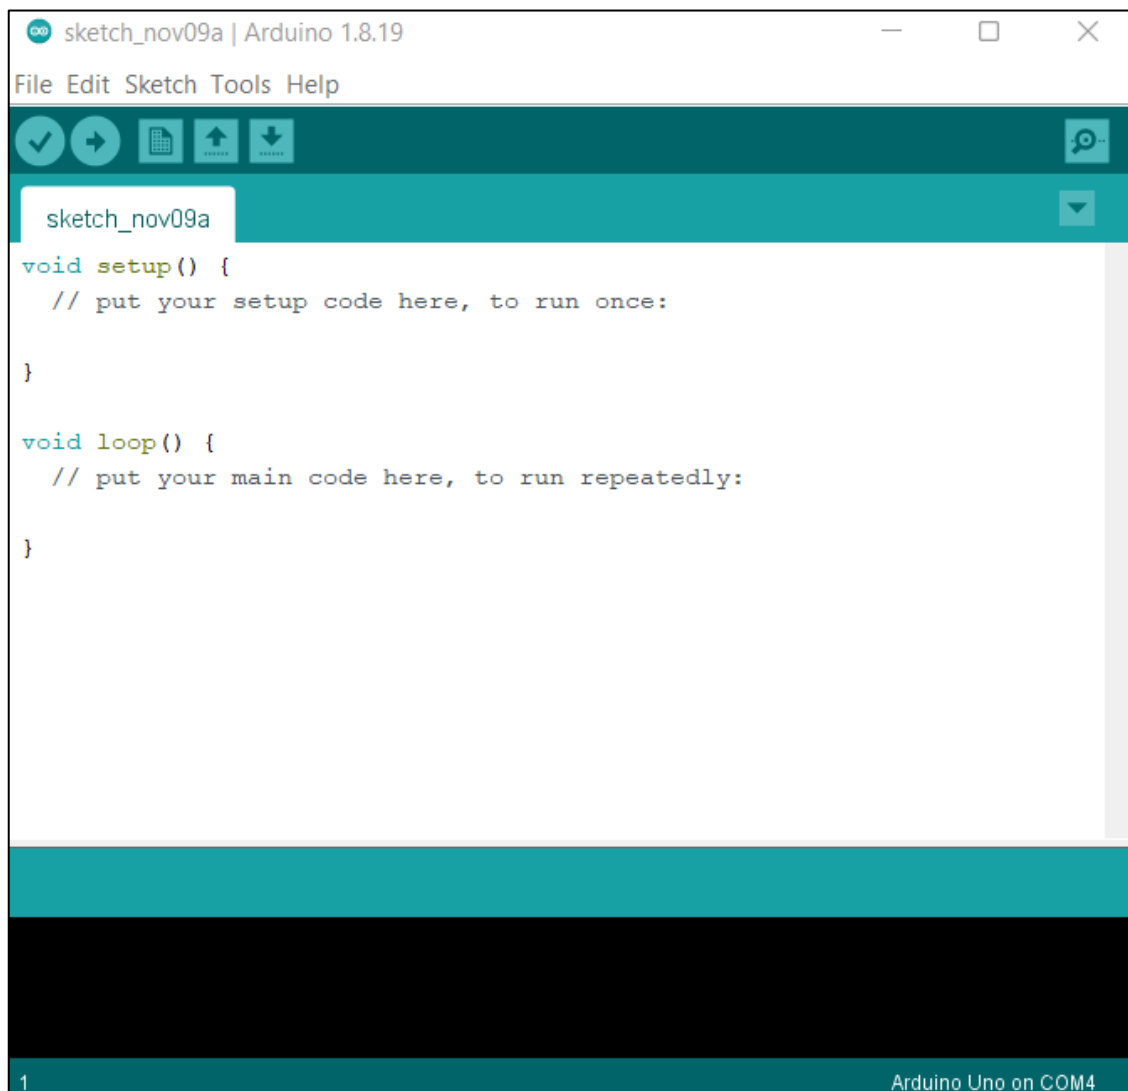 sketch_nov09a | Arduino 1.8.19
File Edit Sketch Tools Help
sketch_nov09a
void setup() {
  // put your setup code here, to run once:

}

void loop() {
  // put your main code here, to run repeatedly:

}
1
Arduino Uno on COM4